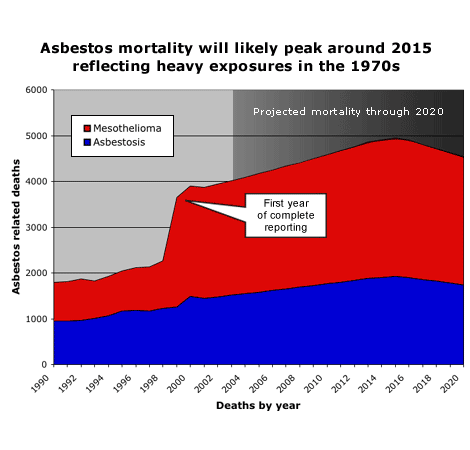 Asbestos mortality will likely peak around 2015
reflecting heavy exposures in the 1970s
6000
Projected mortality through 2020
5000
Mesothelioma
Asbestosis
4000
First year
of complete
reporting
3000
2000
1000
0
Asbestos related deaths
1990
1992
1994
1996
1998
2000
2002
2004
2006
2008
2010
2012
2014
2016
2018
2020
Deaths by year